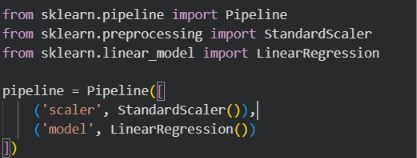 from sklearn.pipeline import Pipeline
from sklearn.preprocessing import StandardScaler
from sklearn.linear_model import LinearRegression

pipeline = Pipeline([
    ('scaler', StandardScaler()),
    ('model', LinearRegression())
])